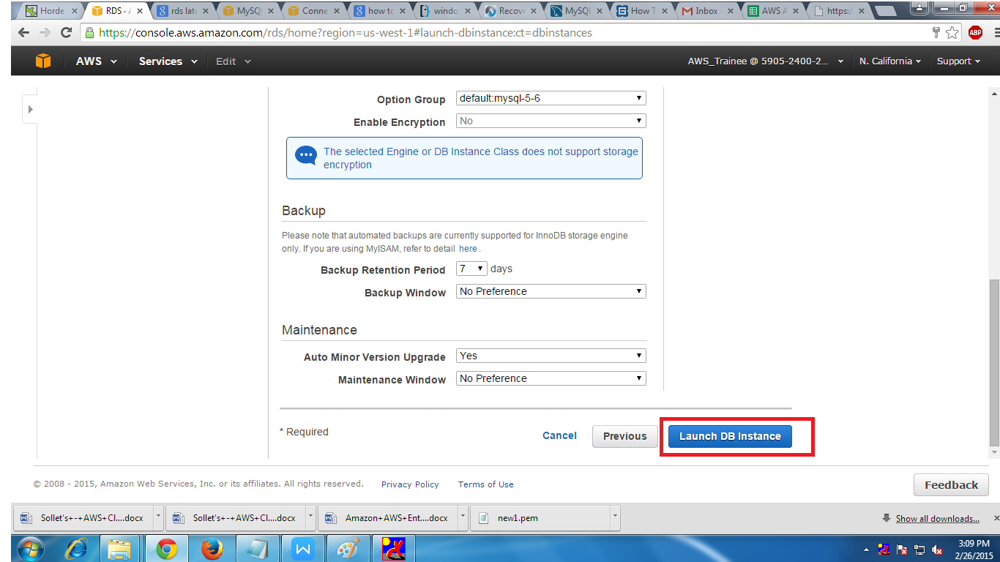 Horde
RDS · A
rds late
MySQL
Conne
how to
windo
Recov
MySQL
How T
Inbox -
AWS A
https:/
https://console.aws.amazon.com/rds/home?region=us-west-1#launch-dbinstance:ct=dbinstances
ABP
AWS
Services
Edit
AWS_Trainee @ 5905-2400-2...
N. California
Support
Option Group
default:mysql-5-6
Enable Encryption
No
The selected Engine or DB Instance Class does not support storage
encryption
Backup
Please note that automated backups are currently supported for InnoDB storage engine
only. If you are using MyISAM, refer to detail here .
Backup Retention Period
7
days
Backup Window
No Preference
Maintenance
Auto Minor Version Upgrade
Yes
Maintenance Window
No Preference
* Required
Cancel
Previous
Launch DB Instance
© 2008 - 2015, Amazon Web Services, Inc. or its affiliates. All rights reserved.
Privacy Policy
Terms of Use
Feedback
Sollet's+-+AWS+Cl....docx
Sollet's+-+AWS+Cl....docx
Amazon+AWS+Ent....docx
new1.pem
Show all downloads...
3:09 PM
2/26/2015